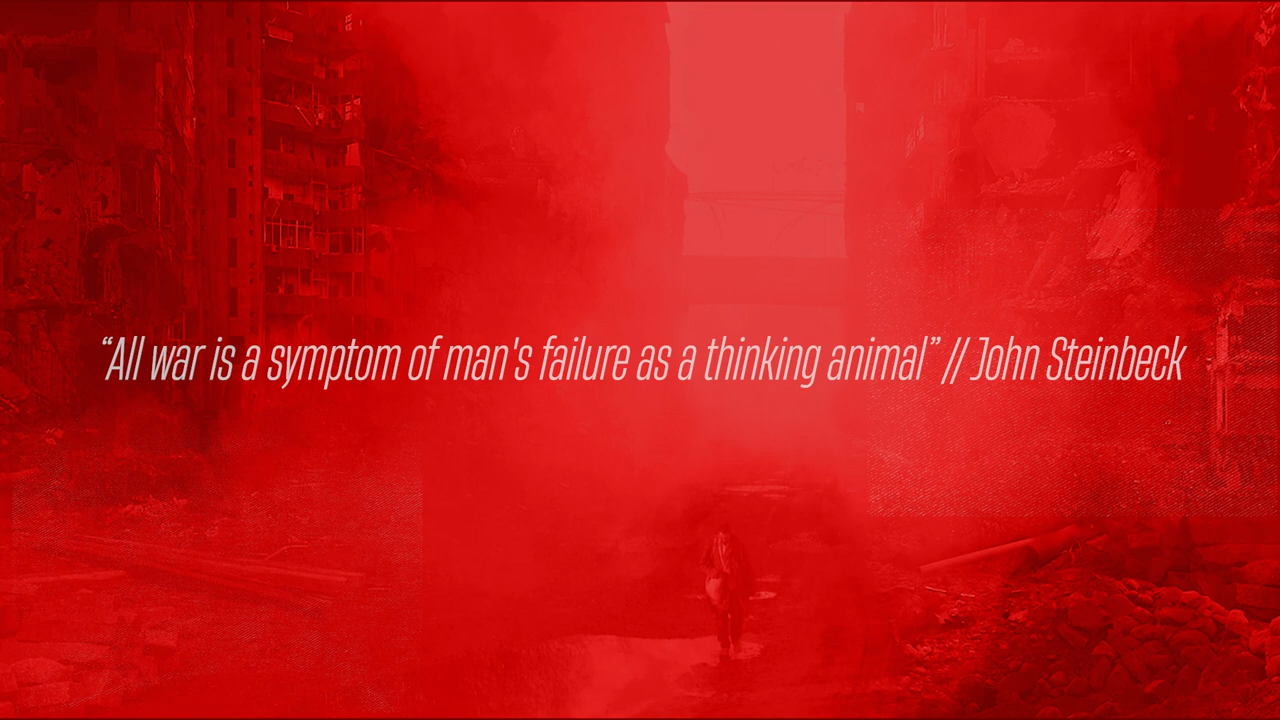 “All war is a symptom of man's failure as a thinking animal” // John Steinbeck